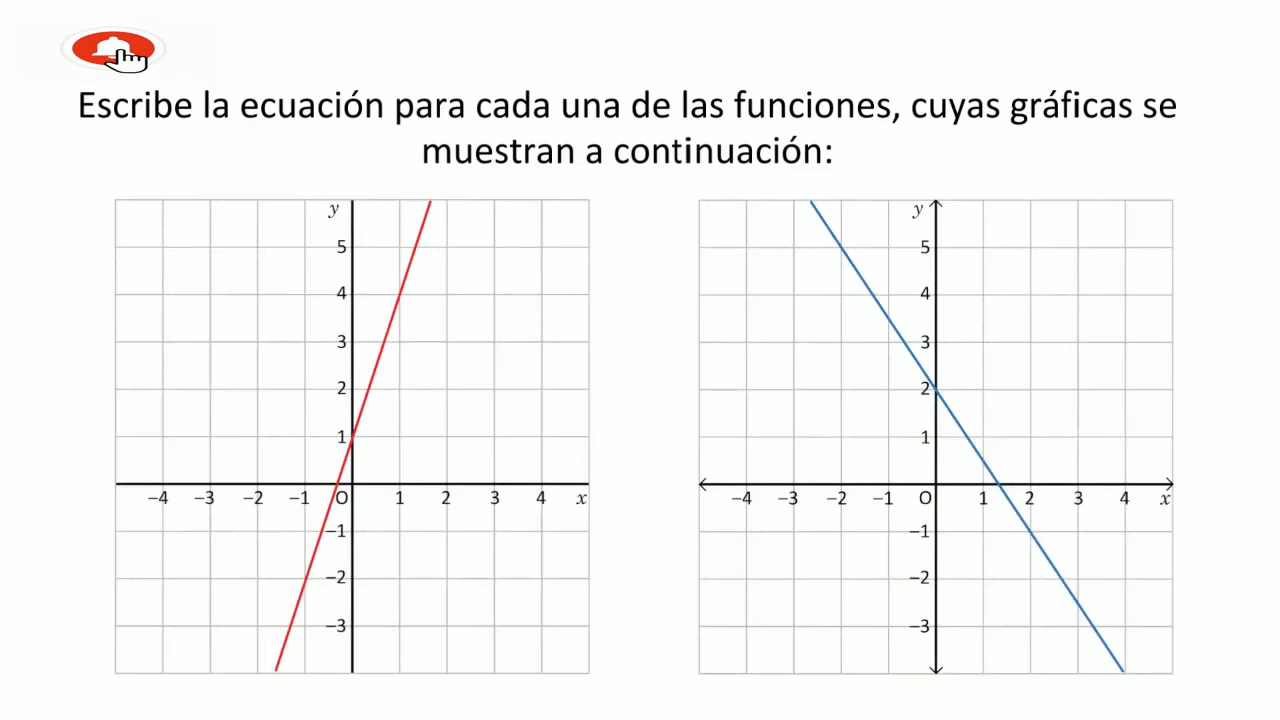 Escribe la ecuación para cada una de las funciones, cuyas gráficas se
muestran a continuación:
y
5
4
3
2
1
−4 −3 −2 −1 O 1 2 3 4 x
−1
−2
−3
y
5
4
3
2
1
−4 −3 −2 −1 O 1 2 3 4 x
−1
−2
−3